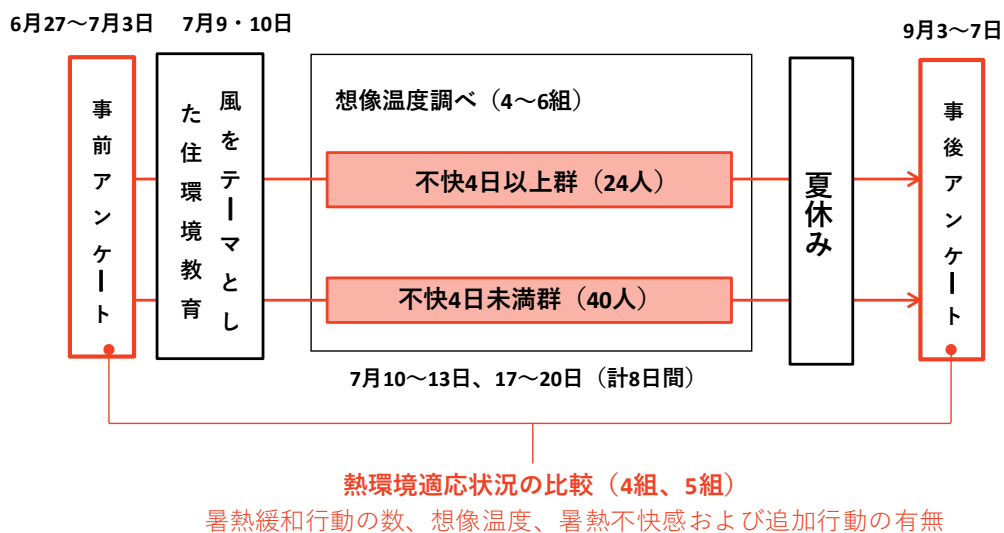 6月27～7月3日
7月9・10日
9月3～7日
事前アンケート
風をテーマとし
た住環境教育
想像温度調べ（4～6組）
不快4日以上群（24人）
不快4日未満群（40人）
夏休み
事後アンケート
7月10～13日、17～20日（計8日間）
熱環境適応状況の比較（4組、5組）
暑熱緩和行動の数、想像温度、暑熱不快感および追加行動の有無